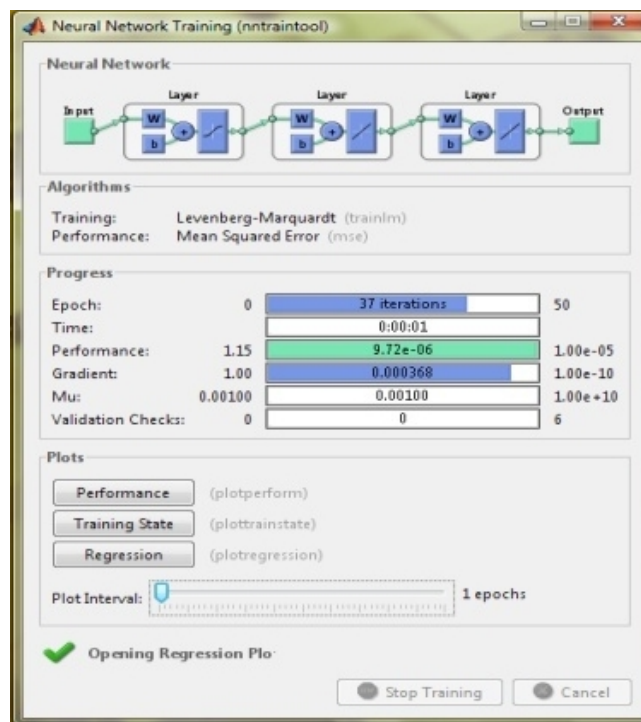 Neural Network Training (nntraintool)
Neural Network
Layer Layer Layer
Input Output
W W W
b b b
Algorithms
Training: Levenberg-Marquardt (trainlm)
Performance: Mean Squared Error (mse)
Progress
Epoch: 0 37 iterations 50
Time: 0:00:01
Performance: 1.15 9.72e-06 1.00e-05
Gradient: 1.00 0.000368 1.00e-10
Mu: 0.00100 0.00100 1.00e+10
Validation Checks: 0 0 6
Plots
Performance (plotperform)
Training State (plottrainstate)
Regression (plotregression)
Plot Interval: 1 epochs
Opening Regression Plo
Stop Training Cancel